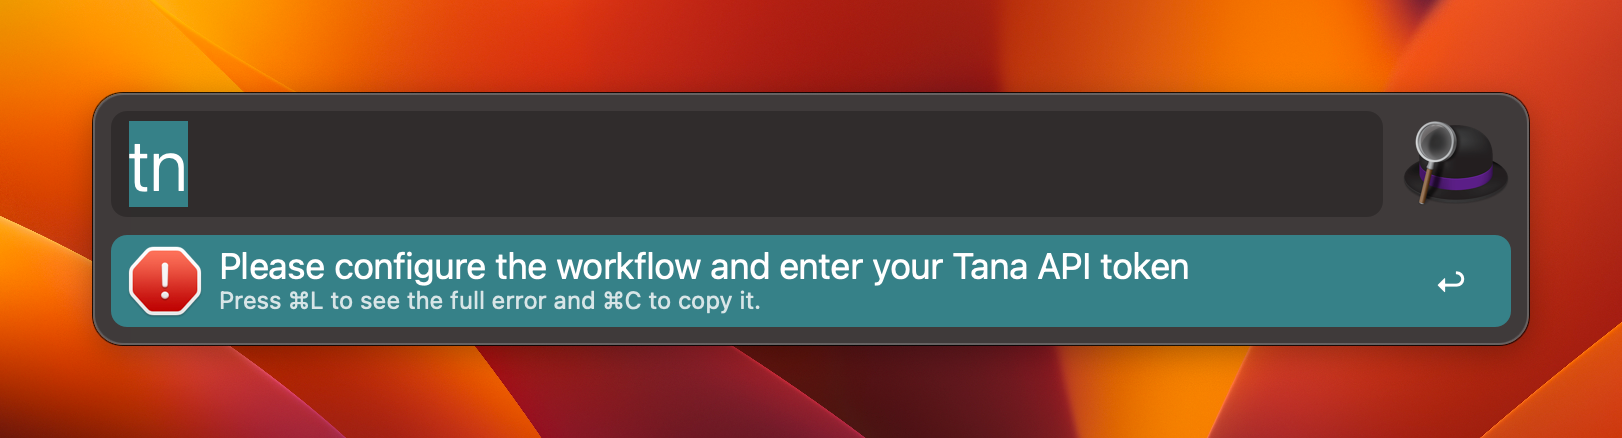 tn
Please configure the workflow and enter your Tana API token
Press ⌘L to see the full error and ⌘C to copy it.